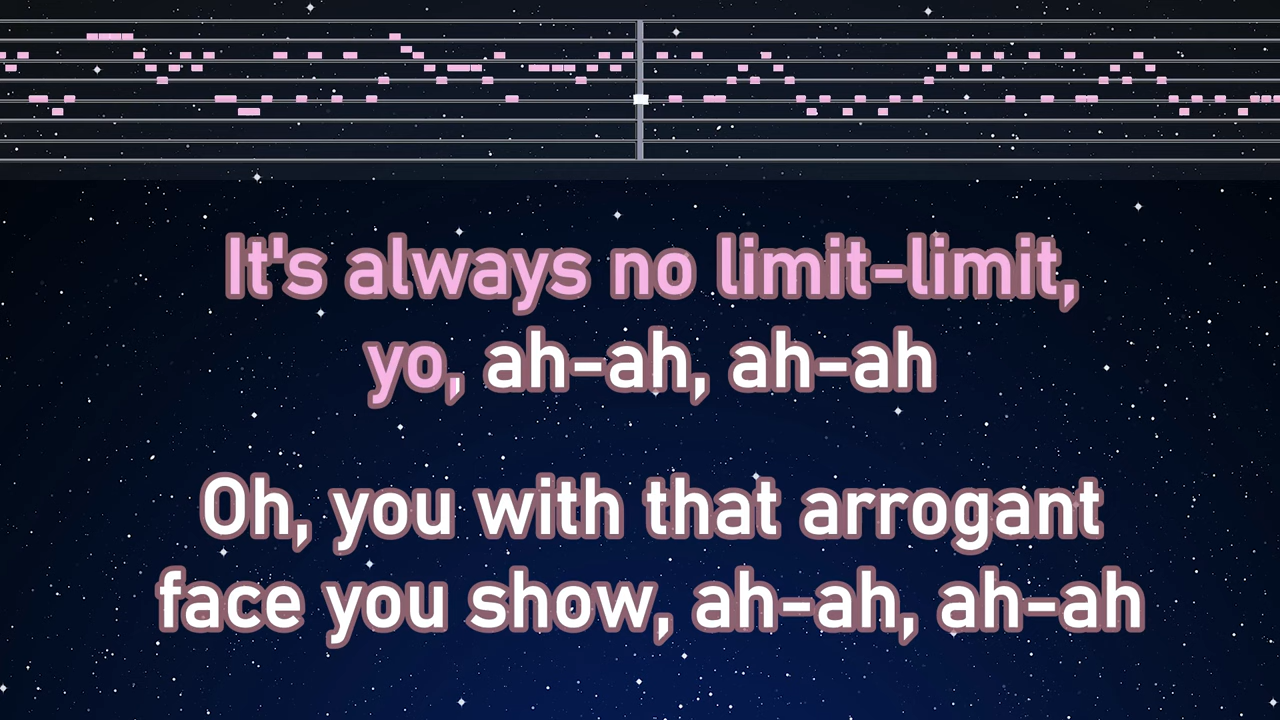 It's always no limit-limit,
yo, ah-ah, ah-ah
Oh, you with that arrogant
face you show, ah-ah, ah-ah